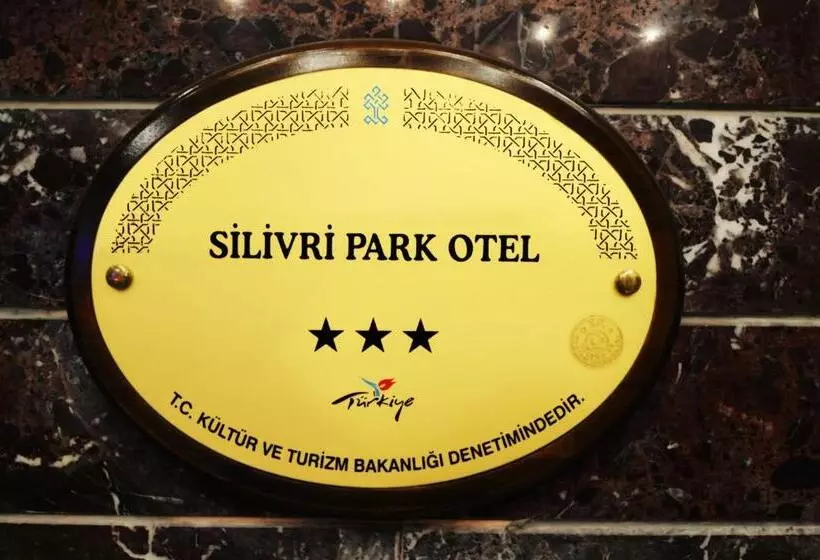 SİLİVRİ PARK OTEL
★★★
Türkiye
T.C. KÜLTÜR VE TURİZM BAKANLIĞI DENETİMİNDEDİR.